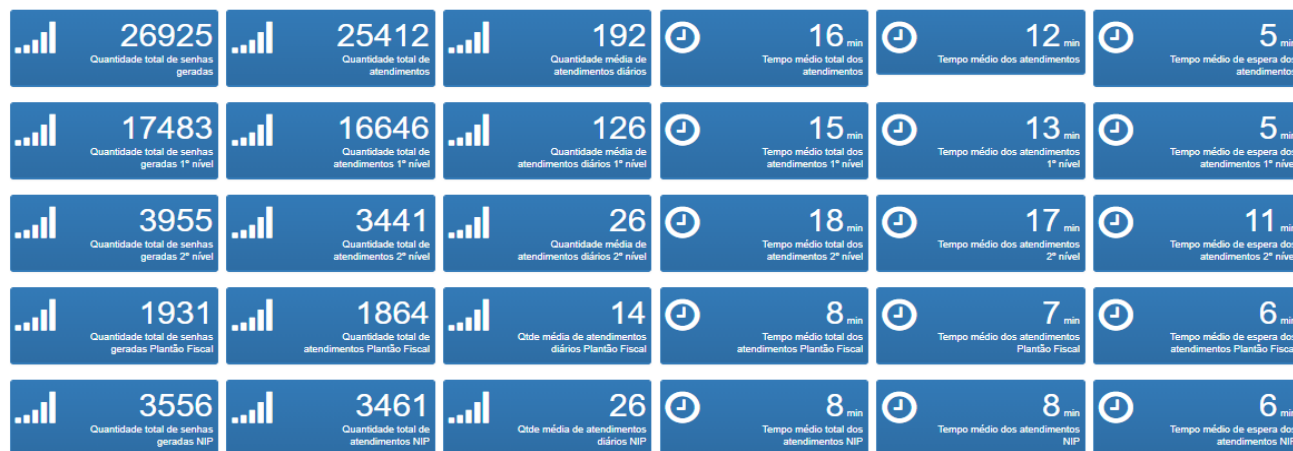 26925
Quantidade total de senhas
geradas
25412
Quantidade total de
atendimentos
192
Quantidade média de
atendimentos diários
16 min
Tempo médio total dos
atendimentos
12 min
Tempo médio dos atendimentos
5 min
Tempo médio de espera dos
atendimentos
17483
Quantidade total de senhas
geradas 1º nível
16646
Quantidade total de
atendimentos 1º nível
126
Quantidade média de
atendimentos diários 1º nível
15 min
Tempo médio total dos
atendimentos 1º nível
13 min
Tempo médio dos atendimentos
1º nível
5 min
Tempo médio de espera dos
atendimentos 1º nível
3955
Quantidade total de senhas
geradas 2º nível
3441
Quantidade total de
atendimentos 2º nível
26
Quantidade média de
atendimentos diários 2º nível
18 min
Tempo médio total dos
atendimentos 2º nível
17 min
Tempo médio dos atendimentos
2º nível
11 min
Tempo médio de espera dos
atendimentos 2º nível
1931
Quantidade total de senhas
geradas Plantão Fiscal
1864
Quantidade total de
atendimentos Plantão Fiscal
14
Qtde média de atendimentos
diários Plantão Fiscal
8 min
Tempo médio total dos
atendimentos Plantão Fiscal
7 min
Tempo médio dos atendimentos
Plantão Fiscal
6 min
Tempo médio de espera dos
atendimentos Plantão Fiscal
3556
Quantidade total de senhas
geradas NIP
3461
Quantidade total de
atendimentos NIP
26
Qtde média de atendimentos
diários NIP
8 min
Tempo médio total dos
atendimentos NIP
8 min
Tempo médio dos atendimentos
NIP
6 min
Tempo médio de espera dos
atendimentos NIP